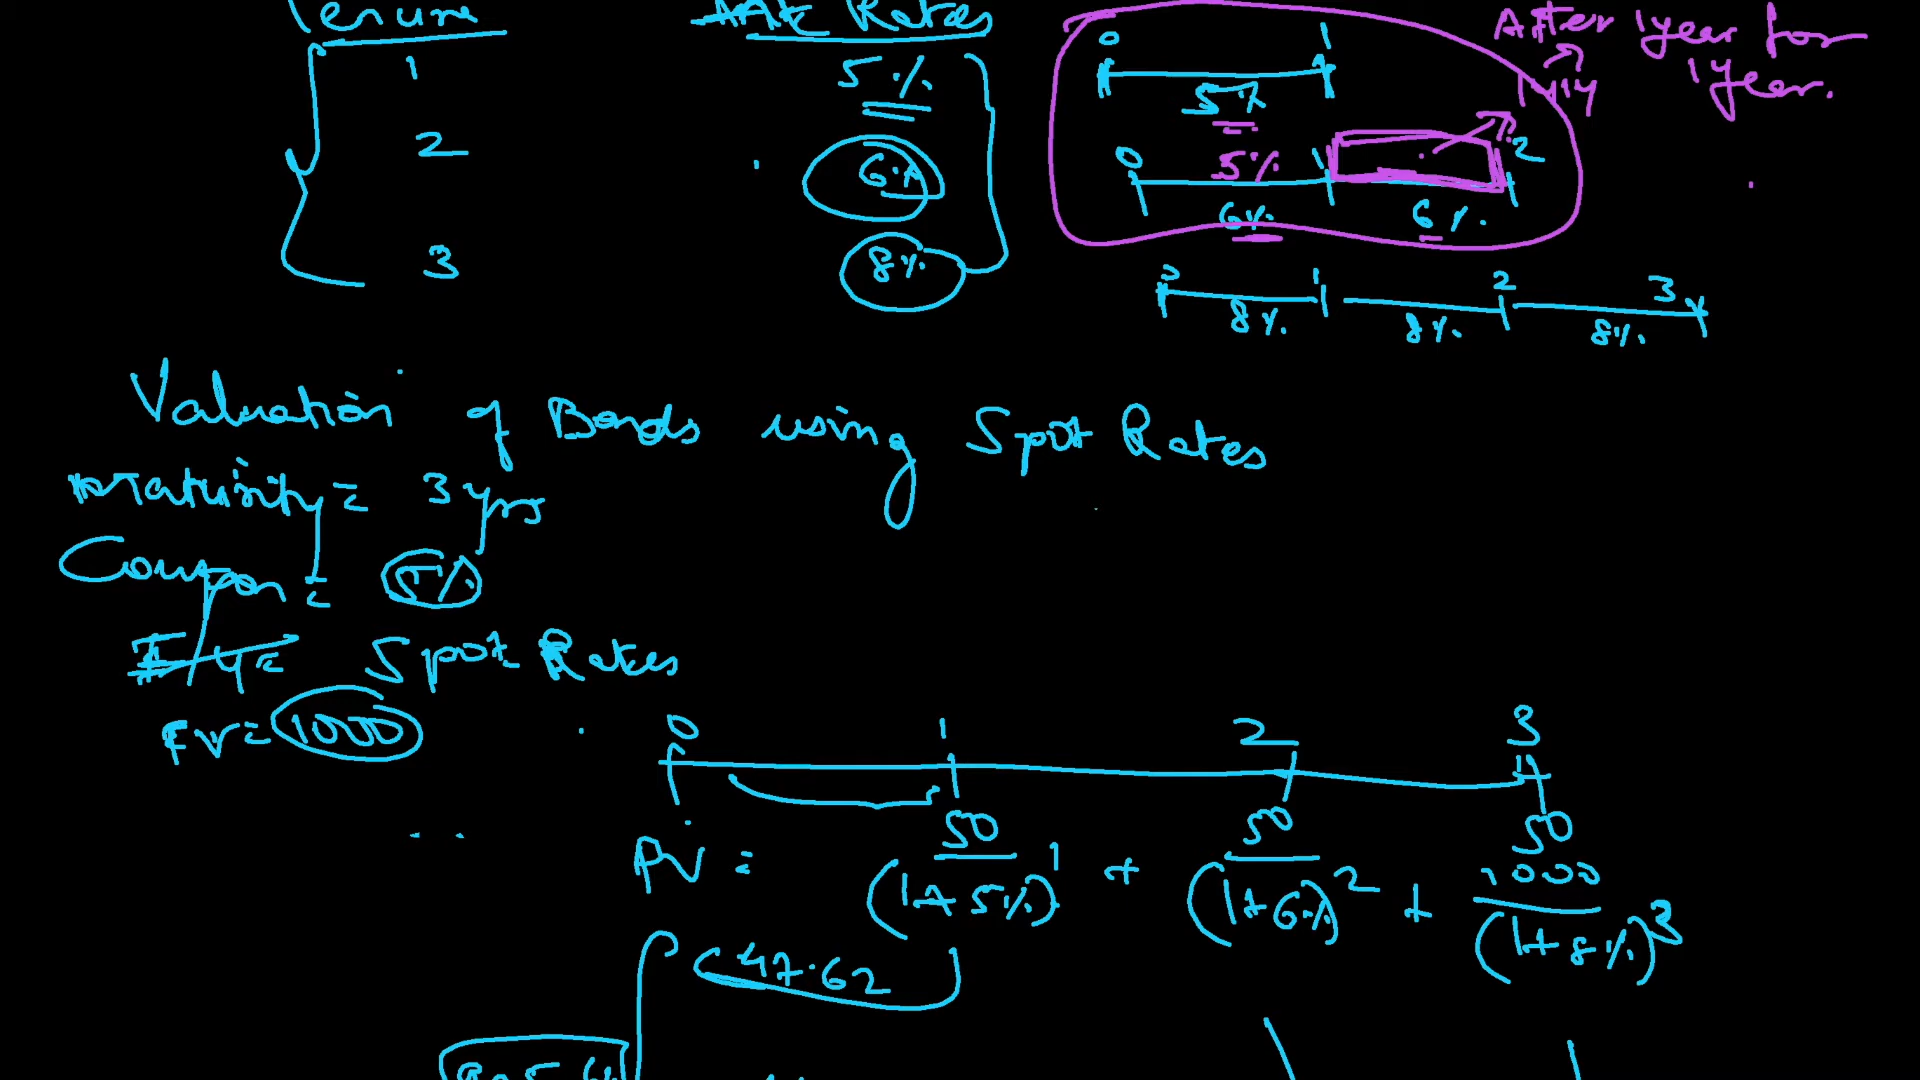 Tenure Rates
1 5%
2 6%
3 8%
After 1year for
1year.
1y1y
0 1
5%
0 5% 1 2
6% 6%
0 1 2 3
8% 8% 8%
Valuation of Bonds using Spot Rates
Maturity = 3 yrs
Coupon = 5%
Spot Rates
FV = 1000
0 1 2 3
PV = 50/(1+5%)^1 + 50/(1+6%)^2 + 50 1000/(1+8%)^3
47.62